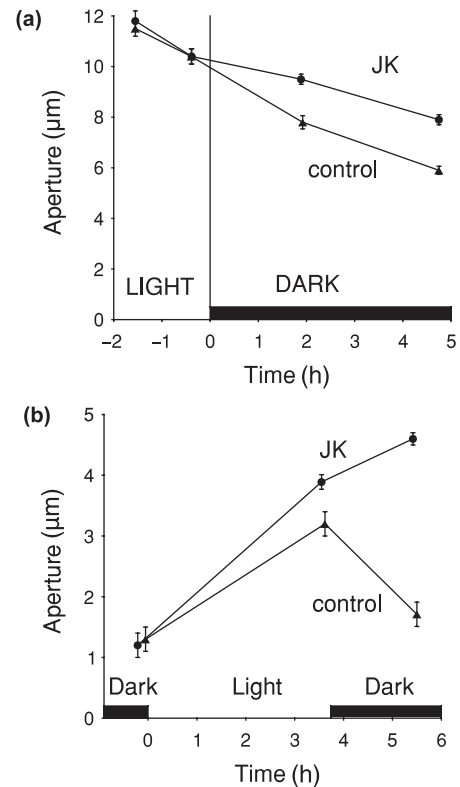 (a)
12
10
8
6
4
2
0
Aperture (μm)
JK
control
LIGHT DARK
−2 −1 0 1 2 3 4 5
Time (h)
(b)
5
4
3
2
1
0
Aperture (μm)
JK
control
Dark Light Dark
0 1 2 3 4 5 6
Time (h)